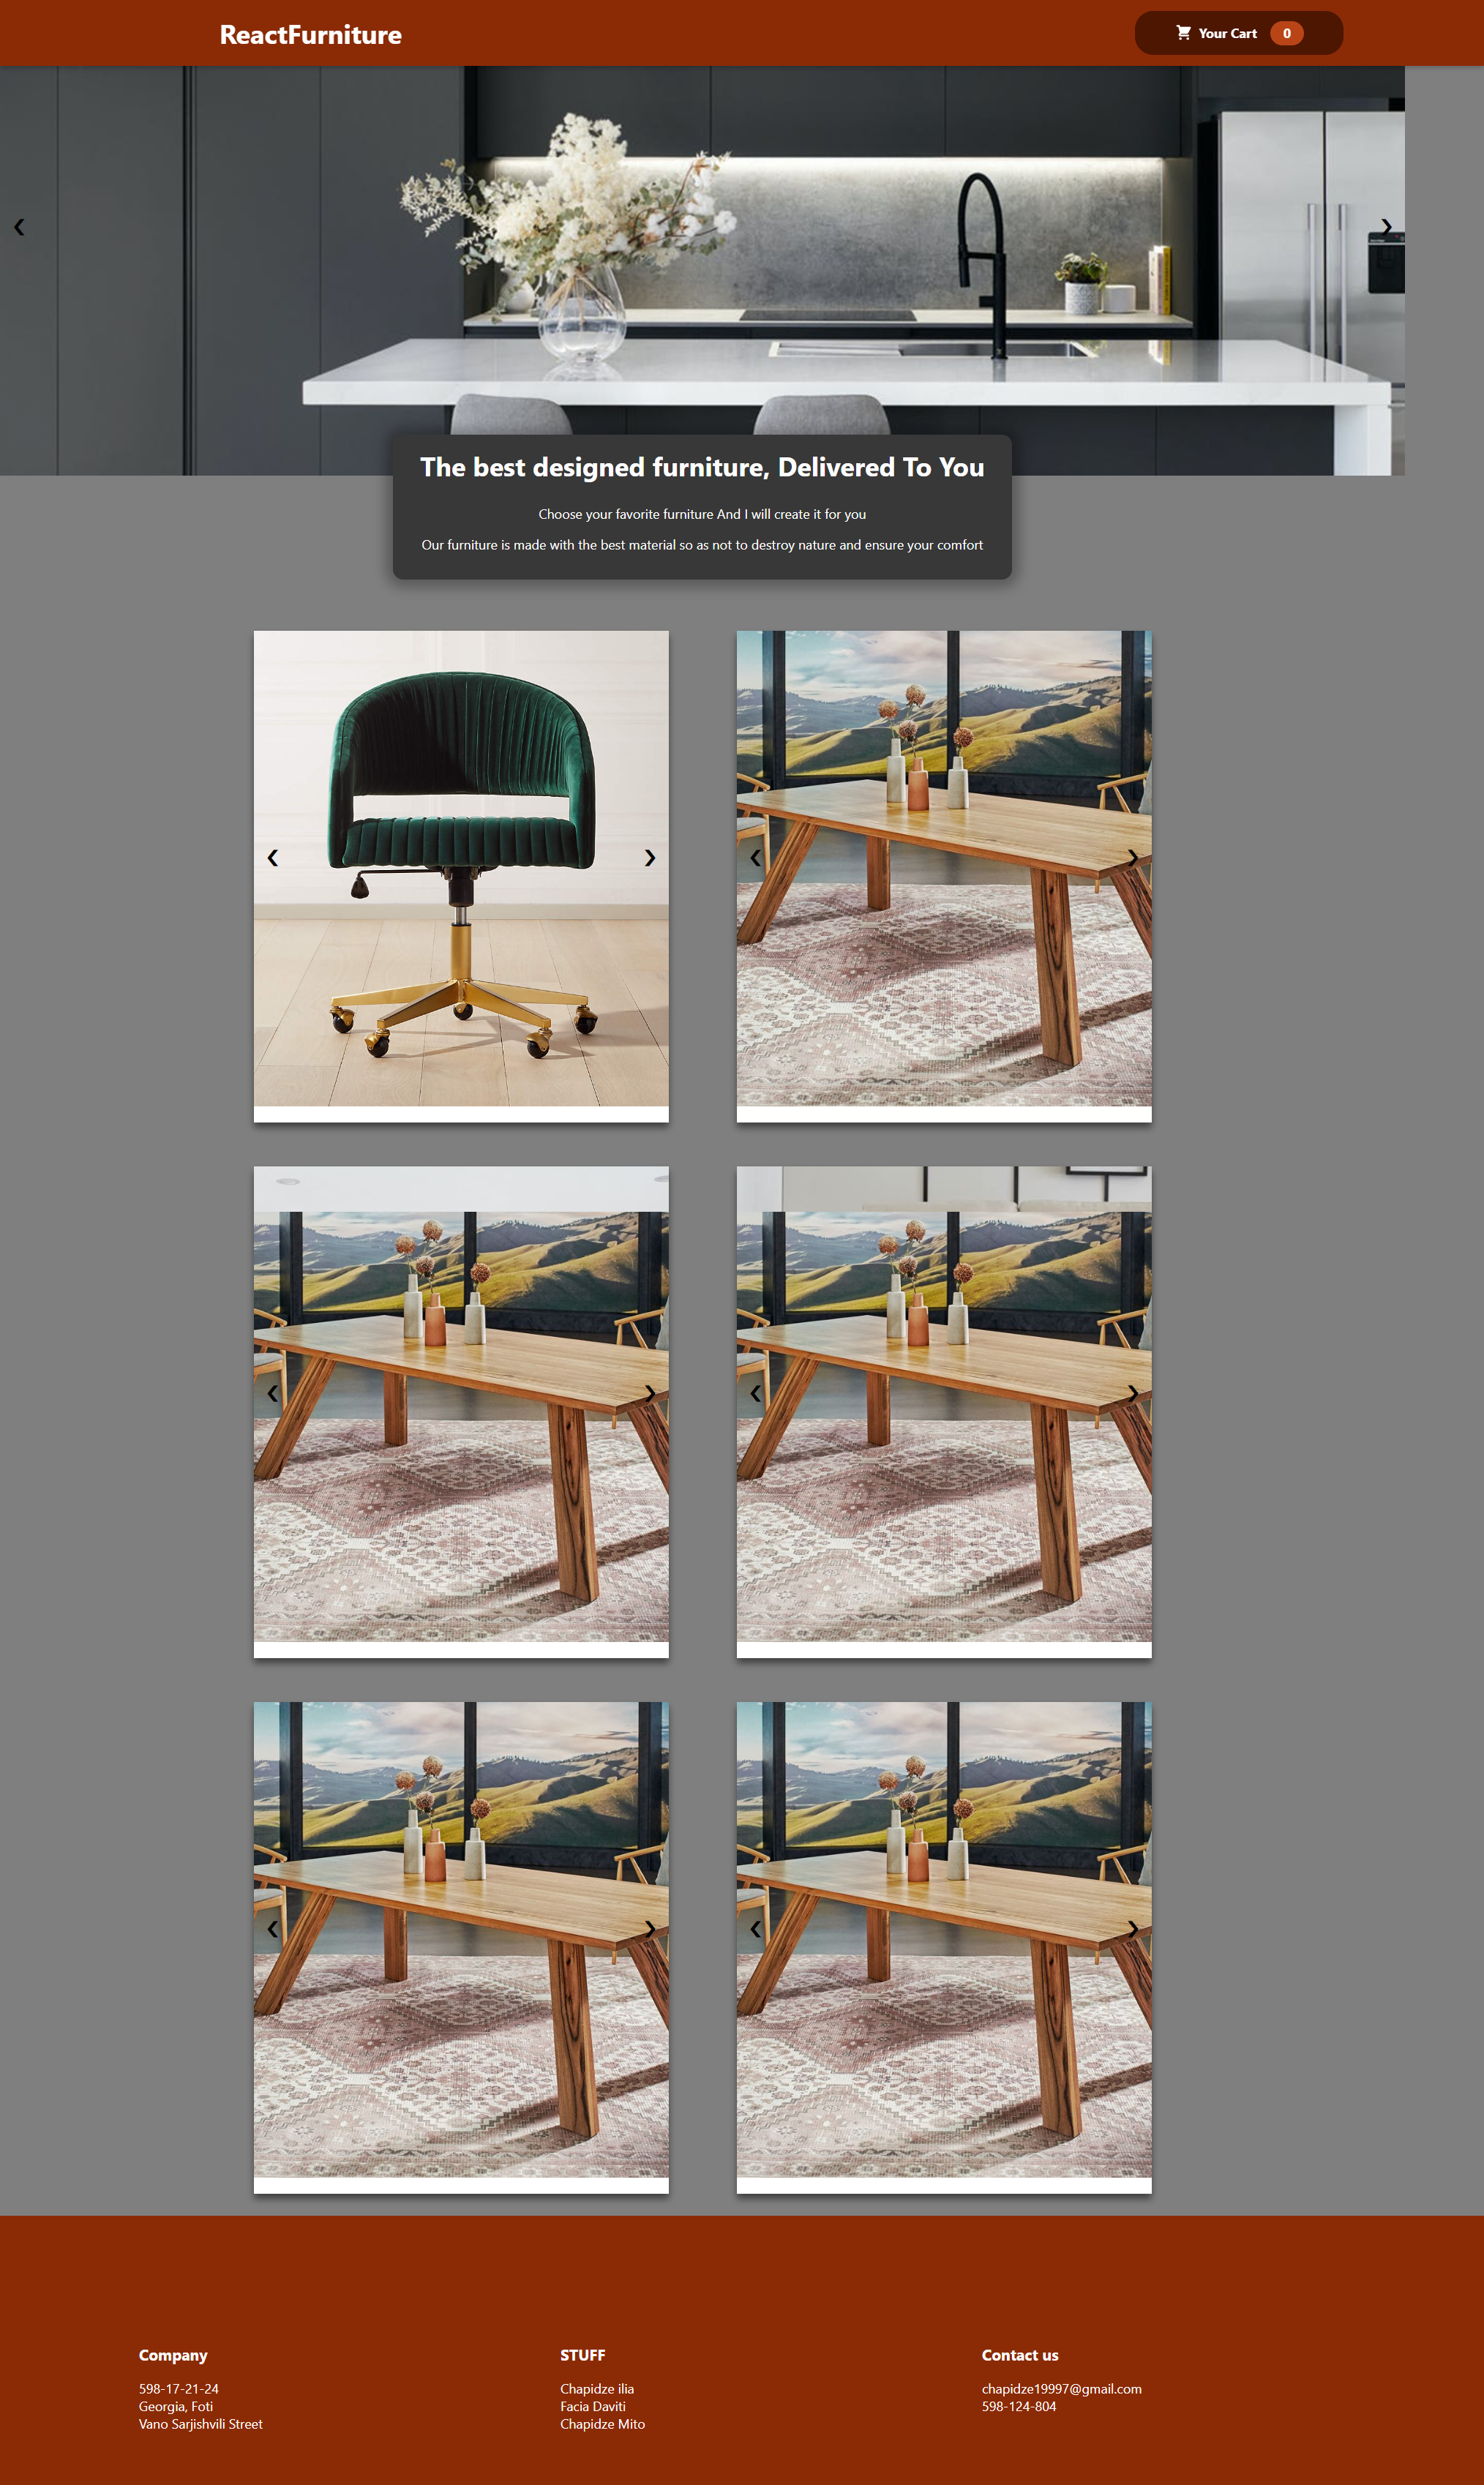 ReactFurniture
Your Cart 0
The best designed furniture, Delivered To You
Choose your favorite furniture And I will create it for you
Our furniture is made with the best material so as not to destroy nature and ensure your comfort
Company
598-17-21-24
Georgia, Foti
Vano Sarjishvili Street
STUFF
Chapidze ilia
Facia Daviti
Chapidze Mito
Contact us
chapidze19997@gmail.com
598-124-804